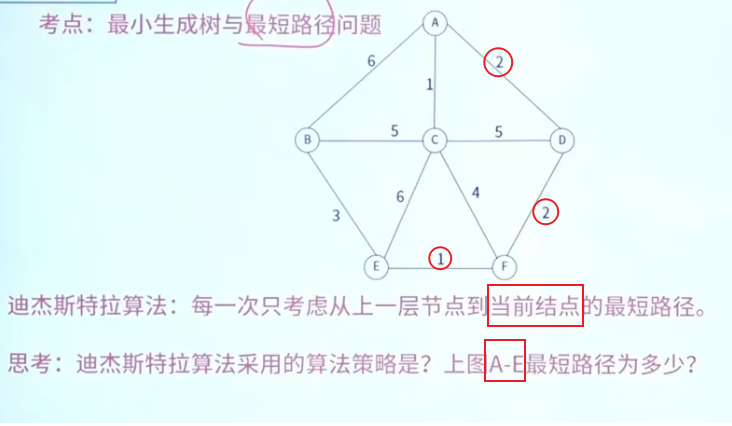 考点：最小生成树与最短路径问题
A
6
1
2
B
5
C
5
D
3
6
4
2
E
1
F
迪杰斯特拉算法：每一次只考虑从上一层节点到当前结点的最短路径。
思考：迪杰斯特拉算法采用的算法策略是？上图A-E最短路径为多少？